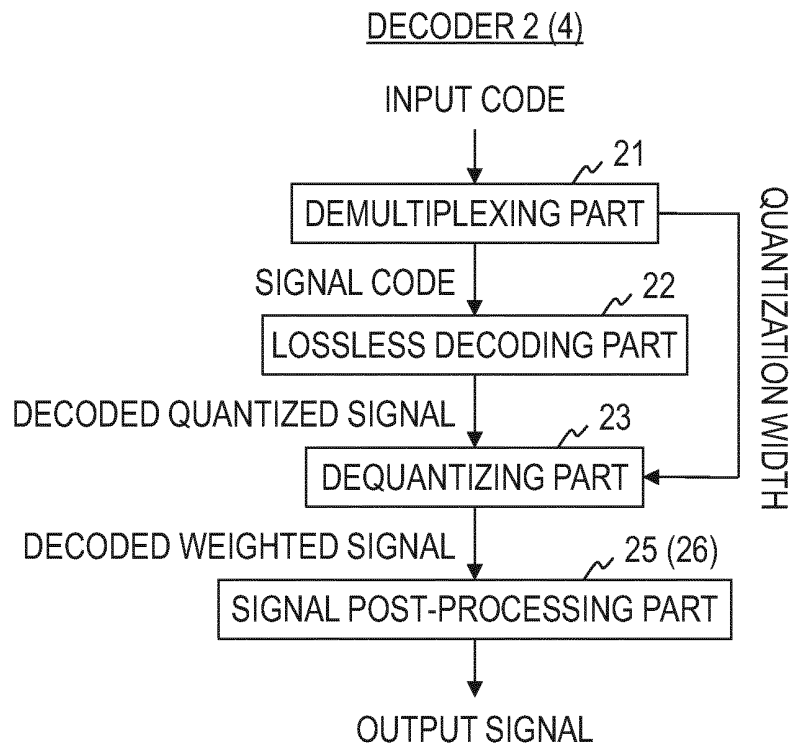 DECODER 2 (4)
INPUT CODE
21
DEMULTIPLEXING PART
QUANTIZATION WIDTH
SIGNAL CODE
22
LOSSLESS DECODING PART
DECODED QUANTIZED SIGNAL
23
DEQUANTIZING PART
DECODED WEIGHTED SIGNAL
25 (26)
SIGNAL POST-PROCESSING PART
OUTPUT SIGNAL